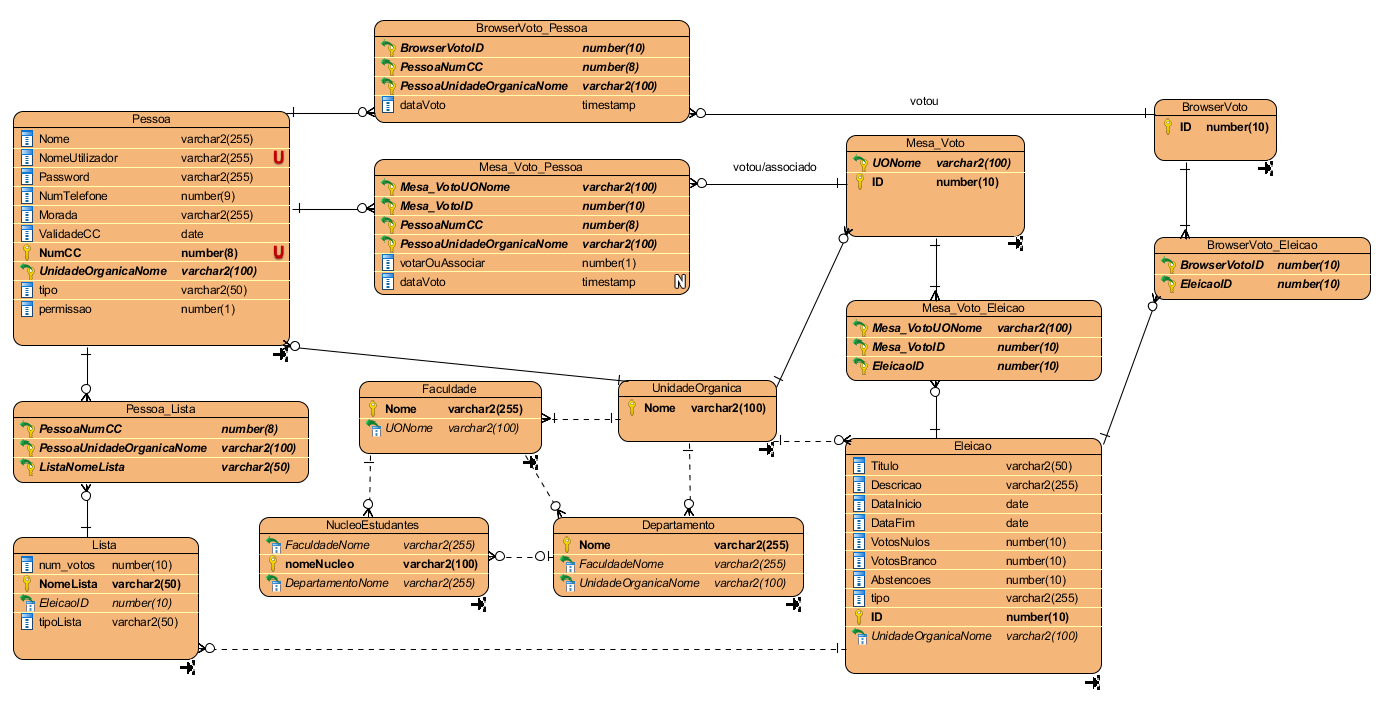 BrowserVoto_Pessoa
BrowserVotoID number(10)
PessoaNumCC number(8)
PessoaUnidadeOrganicaNome varchar2(100)
dataVoto timestamp
votou
BrowserVoto
ID number(10)
Pessoa
Nome varchar2(255)
NomeUtilizador varchar2(255) U
Password varchar2(255)
NumTelefone number(9)
Morada varchar2(255)
ValidadeCC date
NumCC number(8) U
UnidadeOrganicaNome varchar2(100)
tipo varchar2(50)
permissao number(1)
Mesa_Voto_Pessoa
Mesa_VotoUONome varchar2(100)
Mesa_VotoID number(10)
PessoaNumCC number(8)
PessoaUnidadeOrganicaNome varchar2(100)
votarOuAssociar number(1)
dataVoto timestamp N
votou/associado
Mesa_Voto
UONome varchar2(100)
ID number(10)
BrowserVoto_Eleicao
BrowserVotoID number(10)
EleicaoID number(10)
Mesa_Voto_Eleicao
Mesa_VotoUONome varchar2(100)
Mesa_VotoID number(10)
EleicaoID number(10)
Faculdade
Nome varchar2(255)
UONome varchar2(100)
UnidadeOrganica
Nome varchar2(100)
Pessoa_Lista
PessoaNumCC number(8)
PessoaUnidadeOrganicaNome varchar2(100)
ListaNomeLista varchar2(50)
Eleicao
Titulo varchar2(50)
Descricao varchar2(255)
DataInicio date
DataFim date
VotosNulos number(10)
VotosBranco number(10)
Abstencoes number(10)
tipo varchar2(255)
ID number(10)
UnidadeOrganicaNome varchar2(100)
NucleoEstudantes
FaculdadeNome varchar2(255)
nomeNucleo varchar2(100)
DepartamentoNome varchar2(255)
Departamento
Nome varchar2(255)
FaculdadeNome varchar2(255)
UnidadeOrganicaNome varchar2(100)
Lista
num_votos number(10)
NomeLista varchar2(50)
EleicaoID number(10)
tipoLista varchar2(50)